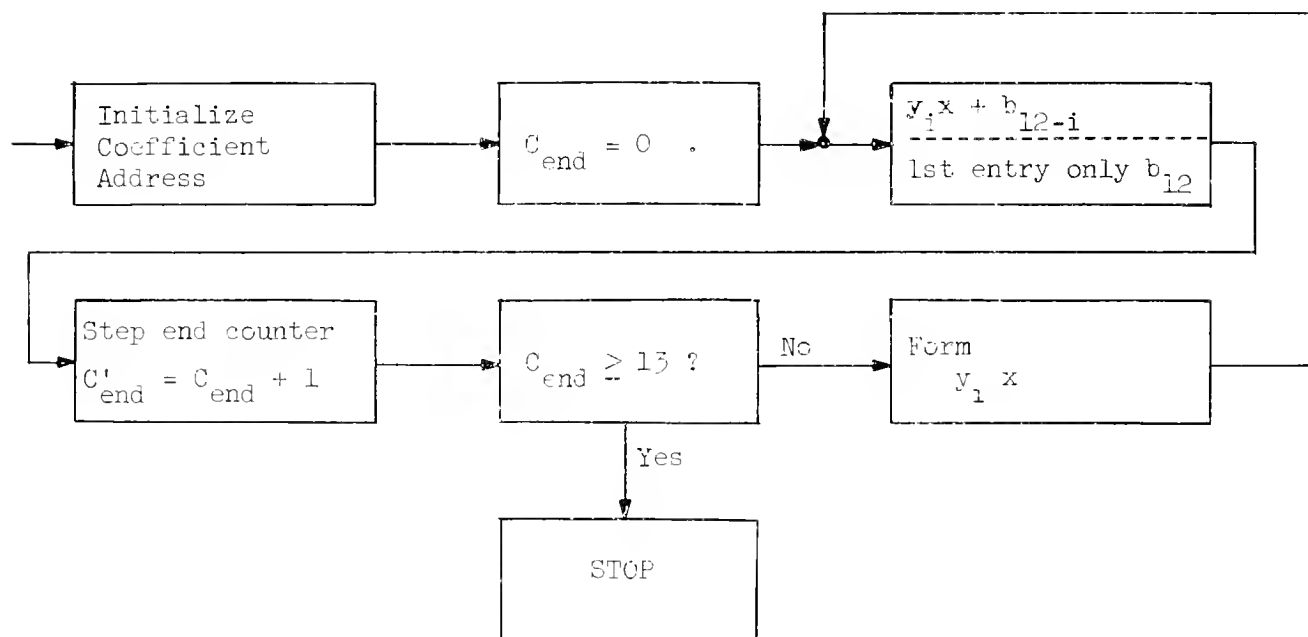 Initialize
Coefficient
Address
C_end = 0 .
y_i x + b_12-i
1st entry only b_12
Step end counter
C'_end = C_end + 1
C_end ≥ 13 ?
No
Form
y_i x
Yes
STOP